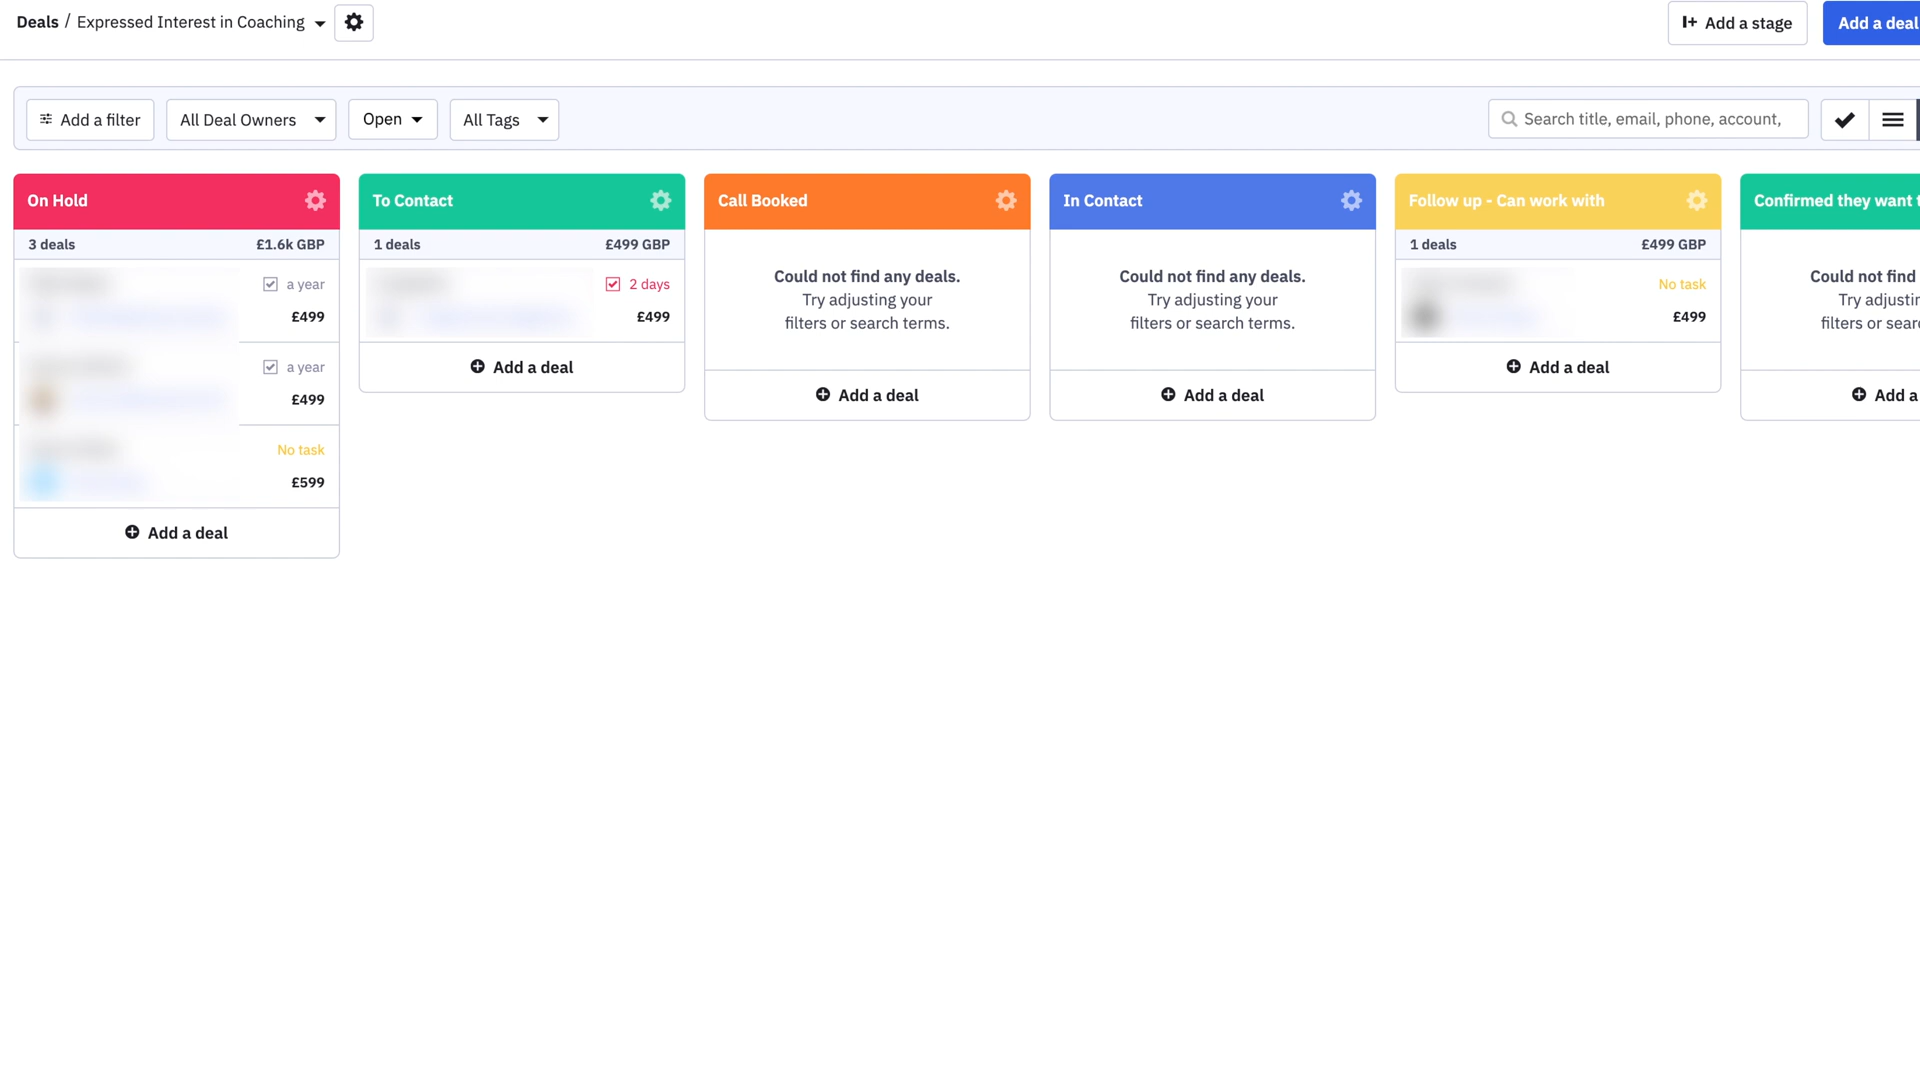 Deals / Expressed Interest in Coaching
Add a stage
Add a deal
Add a filter
All Deal Owners
Open
All Tags
Search title, email, phone, account,
On Hold
3 deals
£1.6k GBP
a year
£499
a year
£499
No task
£599
Add a deal
To Contact
1 deals
£499 GBP
2 days
£499
Add a deal
Call Booked
Could not find any deals.
Try adjusting your
filters or search terms.
Add a deal
In Contact
Could not find any deals.
Try adjusting your
filters or search terms.
Add a deal
Follow up - Can work with
1 deals
£499 GBP
No task
£499
Add a deal
Confirmed they want
Could not find
Try
filters or
Add a